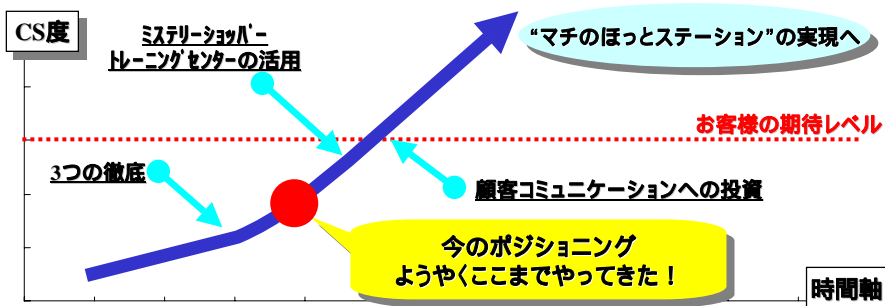 CS度
ﾐｽﾃﾘｰｼｮｯﾊﾟｰ
ﾄﾚｰﾆﾝｸﾞｾﾝﾀｰの活用
“マチのほっとステーション”の実現へ
お客様の期待レベル
3つの徹底
顧客コミュニケーションへの投資
今のポジショニング
ようやくここまでやってきた！
時間軸